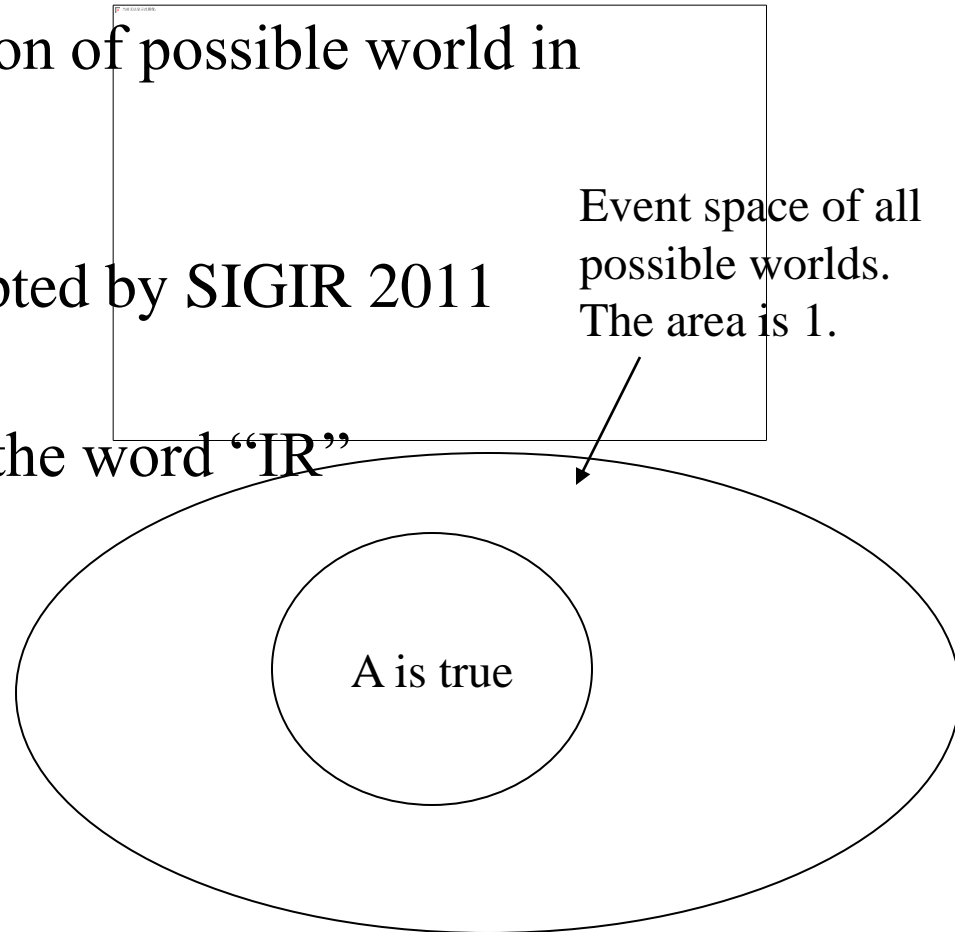 on of possible world in
Event space of all
possible worlds.
The area is 1.
pted by SIGIR 2011
the word “IR”
A is true